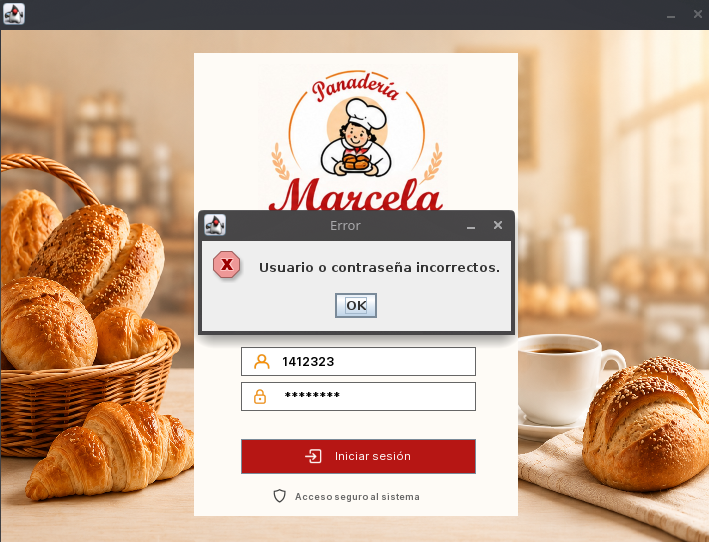 Panadería
Marcela
Error
X
Usuario o contraseña incorrectos.
OK
1412323
********
Iniciar sesión
Acceso seguro al sistema